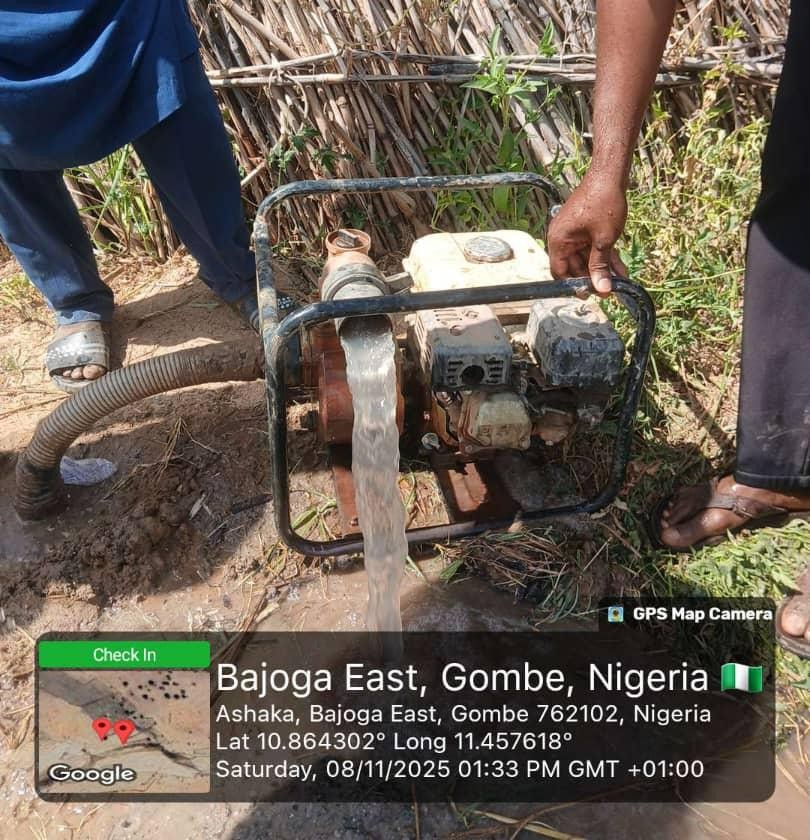 GPS Map Camera
Check In
Google
Bajoga East, Gombe, Nigeria 🇳🇬
Ashaka, Bajoga East, Gombe 762102, Nigeria
Lat 10.864302° Long 11.457618°
Saturday, 08/11/2025 01:33 PM GMT +01:00